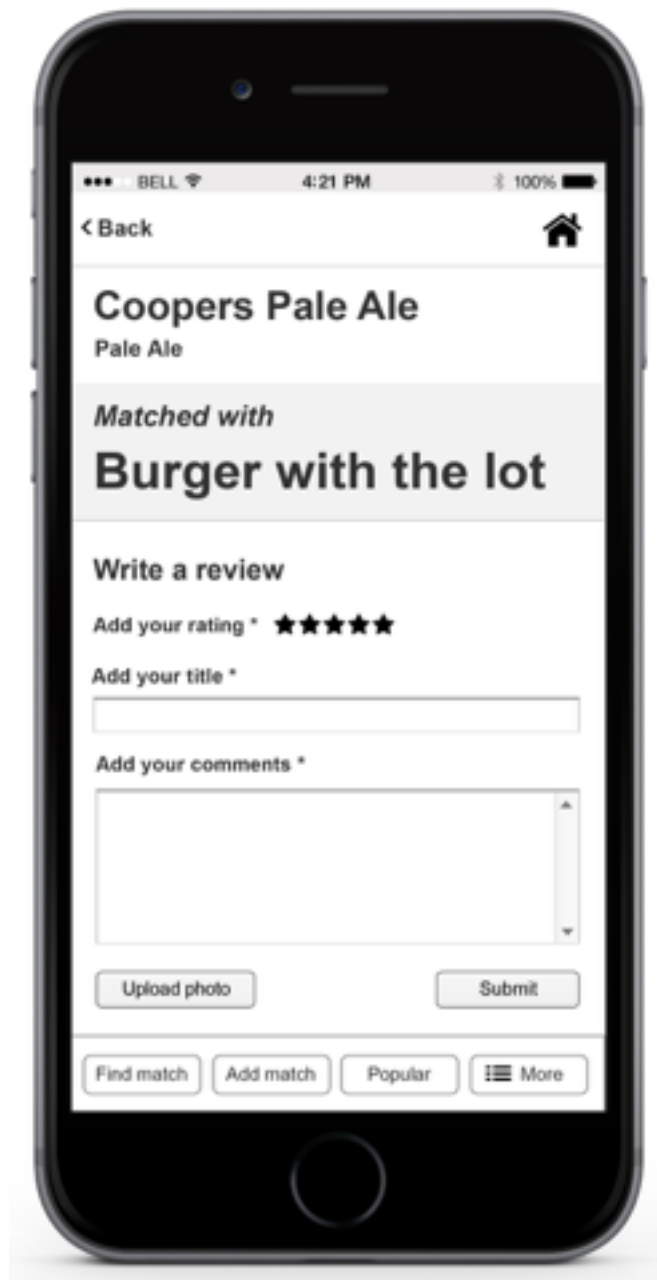 BELL 4:21 PM 100%
< Back
Coopers Pale Ale
Pale Ale
Matched with
Burger with the lot
Write a review
Add your rating *
Add your title *
Add your comments *
Upload photo Submit
Find match Add match Popular More